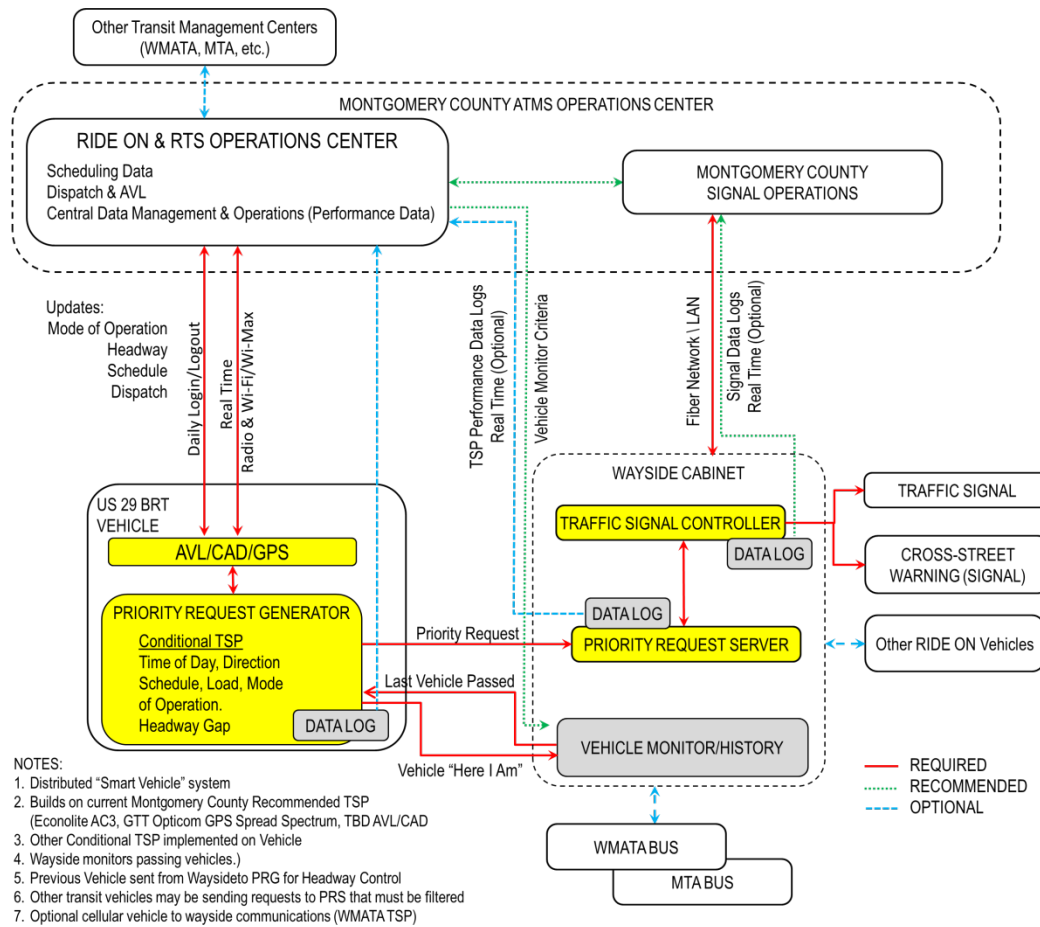 Other Transit Management Centers
(WMATA, MTA, etc.)
MONTGOMERY COUNTY ATMS OPERATIONS CENTER
RIDE ON & RTS OPERATIONS CENTER
Scheduling Data
Dispatch & AVL
Central Data Management & Operations (Performance Data)
MONTGOMERY COUNTY
SIGNAL OPERATIONS
Updates:
Mode of Operation
Headway
Schedule
Dispatch
Daily Login/Logout
Real Time
Radio & Wi-Fi/Wi-Max
TSP Performance Data Logs
Real Time (Optional)
Vehicle Monitor Criteria
Fiber Network \ LAN
Signal Data Logs
Real Time (Optional)
US 29 BRT
VEHICLE
AVL/CAD/GPS
PRIORITY REQUEST GENERATOR
Conditional TSP
Time of Day, Direction
Schedule, Load, Mode
of Operation.
Headway Gap
DATA LOG
Priority Request
Last Vehicle Passed
Vehicle "Here I Am"
WAYSIDE CABINET
TRAFFIC SIGNAL CONTROLLER
DATA LOG
DATA LOG
PRIORITY REQUEST SERVER
VEHICLE MONITOR/HISTORY
TRAFFIC SIGNAL
CROSS-STREET
WARNING (SIGNAL)
Other RIDE ON Vehicles
WMATA BUS
MTA BUS
REQUIRED
RECOMMENDED
OPTIONAL
NOTES:
1. Distributed "Smart Vehicle" system
2. Builds on current Montgomery County Recommended TSP
(Econolite AC3, GTT Opticom GPS Spread Spectrum, TBD AVL/CAD
3. Other Conditional TSP implemented on Vehicle
4. Wayside monitors passing vehicles.)
5. Previous Vehicle sent from Waysideto PRG for Headway Control
6. Other transit vehicles may be sending requests to PRS that must be filtered
7. Optional cellular vehicle to wayside communications (WMATA TSP)